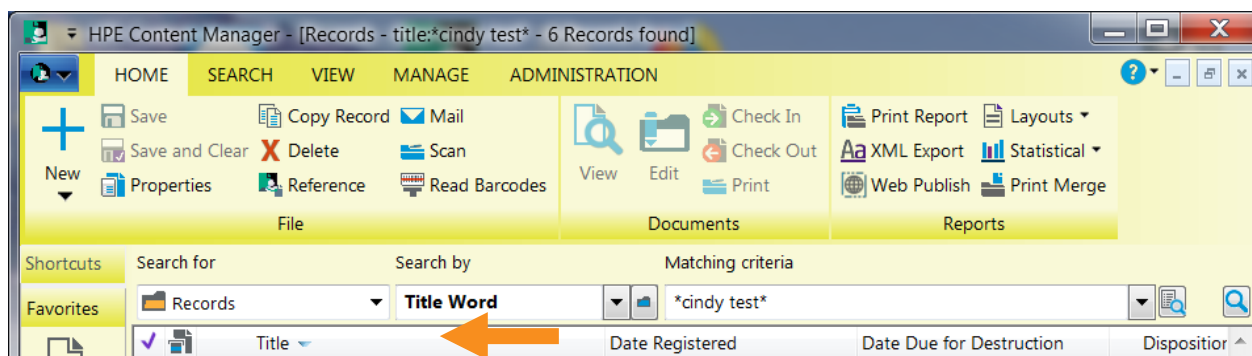 HPE Content Manager - [Records - title:*cindy test* - 6 Records found]
HOME SEARCH VIEW MANAGE ADMINISTRATION
New
Save
Save and Clear
Properties
Copy Record
Delete
Reference
Mail
Scan
Read Barcodes
File
View
Edit
Check In
Check Out
Print
Documents
Print Report
Aa XML Export
Web Publish
Layouts
Statistical
Print Merge
Reports
Shortcuts
Favorites
Search for Search by Matching criteria
Records Title Word *cindy test*
Title Date Registered Date Due for Destruction Disposition